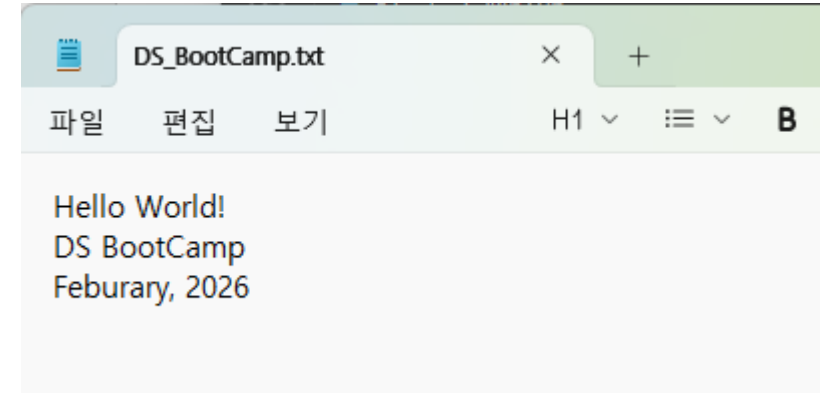 DS_BootCamp.txt
파일 편집 보기 H1 B
Hello World!
DS BootCamp
Feburary, 2026